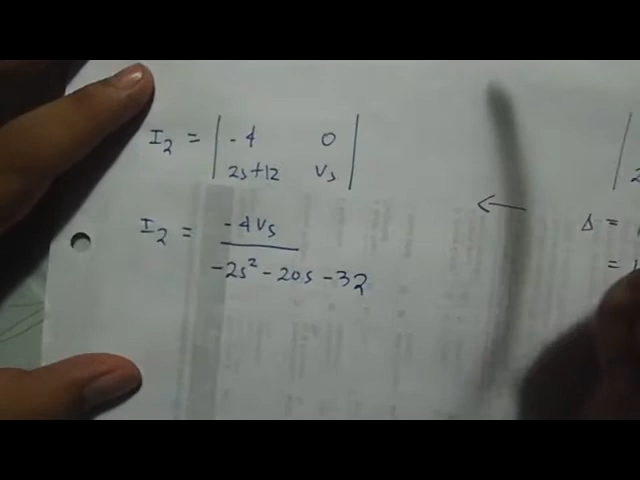 I₂ = | -4 0 |
| 2s+12 Vs |
I₂ = -4Vs
-2s² - 20s - 32
Δ =
=